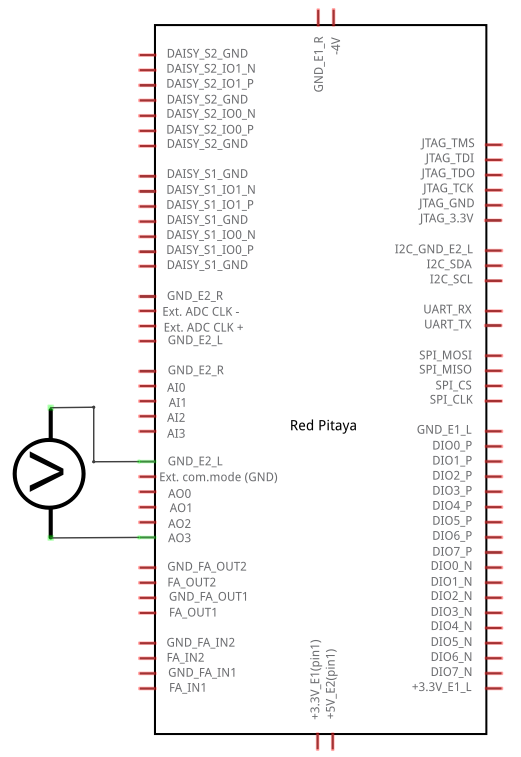 GND_E1_R
-4V
DAISY_S2_GND
DAISY_S2_IO1_N
DAISY_S2_IO1_P
DAISY_S2_GND
DAISY_S2_IO0_N
DAISY_S2_IO0_P
DAISY_S2_GND
DAISY_S1_GND
DAISY_S1_IO1_N
DAISY_S1_IO1_P
DAISY_S1_GND
DAISY_S1_IO0_N
DAISY_S1_IO0_P
DAISY_S1_GND
GND_E2_R
Ext. ADC CLK -
Ext. ADC CLK +
GND_E2_L
GND_E2_R
AI0
AI1
AI2
AI3
GND_E2_L
Ext. com.mode (GND)
AO0
AO1
AO2
AO3
GND_FA_OUT2
FA_OUT2
GND_FA_OUT1
FA_OUT1
GND_FA_IN2
FA_IN2
GND_FA_IN1
FA_IN1
V
Red Pitaya
JTAG_TMS
JTAG_TDI
JTAG_TDO
JTAG_TCK
JTAG_GND
JTAG_3.3V
I2C_GND_E2_L
I2C_SDA
I2C_SCL
UART_RX
UART_TX
SPI_MOSI
SPI_MISO
SPI_CS
SPI_CLK
GND_E1_L
DIO0_P
DIO1_P
DIO2_P
DIO3_P
DIO4_P
DIO5_P
DIO6_P
DIO7_P
DIO0_N
DIO1_N
DIO2_N
DIO3_N
DIO4_N
DIO5_N
DIO6_N
DIO7_N
+3.3V_E1_L
+3.3V_E1(pin1)
+5V_E2(pin1)